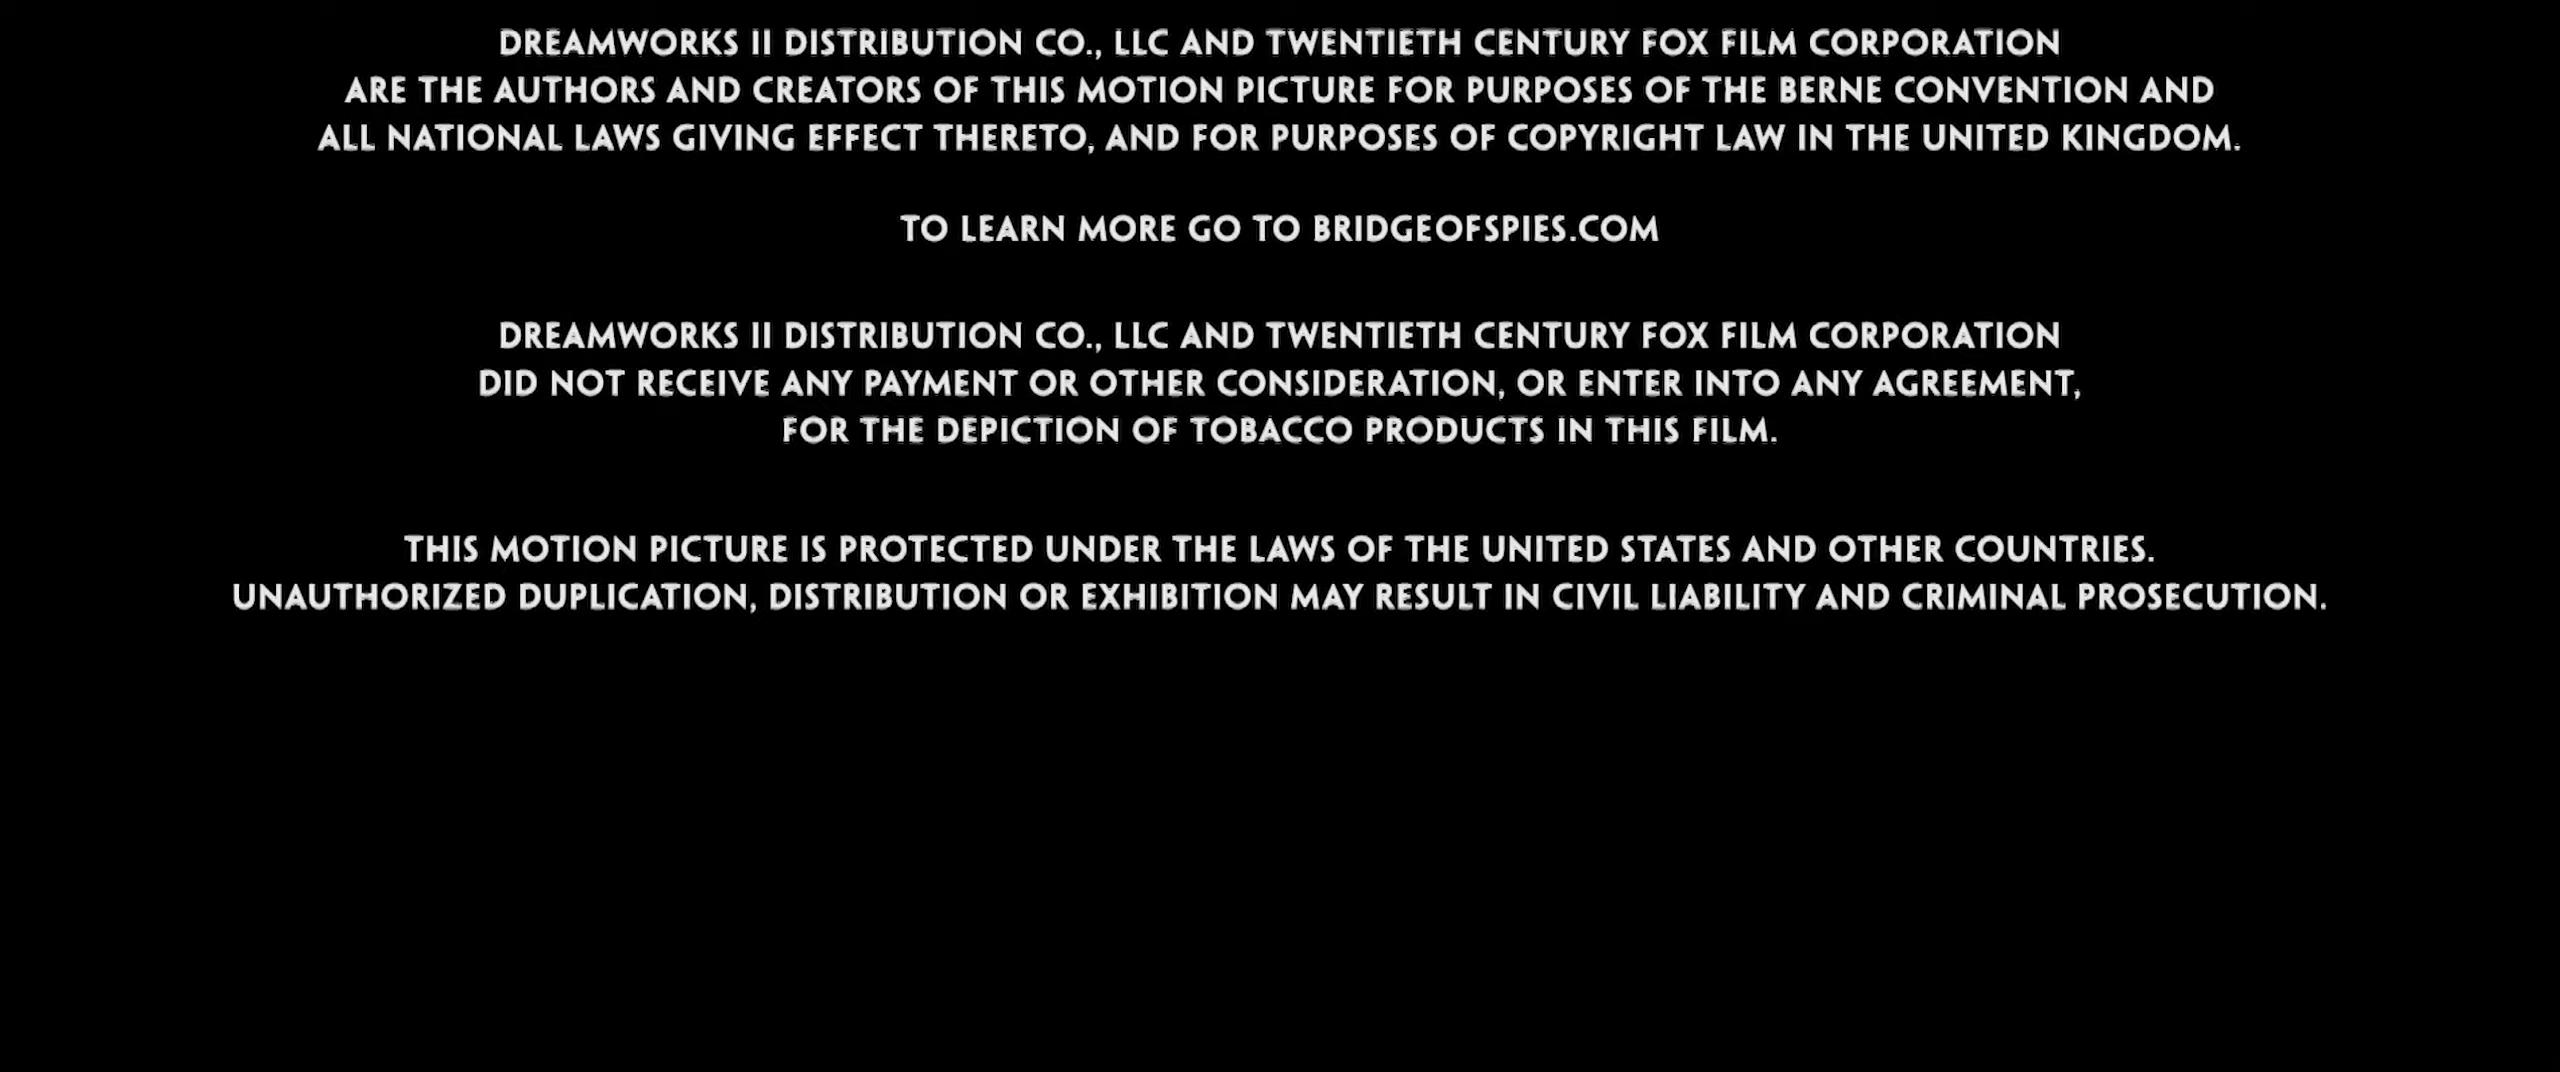 DREAMWORKS II DISTRIBUTION CO., LLC AND TWENTIETH CENTURY FOX FILM CORPORATION
ARE THE AUTHORS AND CREATORS OF THIS MOTION PICTURE FOR PURPOSES OF THE BERNE CONVENTION AND
ALL NATIONAL LAWS GIVING EFFECT THERETO, AND FOR PURPOSES OF COPYRIGHT LAW IN THE UNITED KINGDOM.
TO LEARN MORE GO TO BRIDGEOFSPIES.COM
DREAMWORKS II DISTRIBUTION CO., LLC AND TWENTIETH CENTURY FOX FILM CORPORATION
DID NOT RECEIVE ANY PAYMENT OR OTHER CONSIDERATION, OR ENTER INTO ANY AGREEMENT,
FOR THE DEPICTION OF TOBACCO PRODUCTS IN THIS FILM.
THIS MOTION PICTURE IS PROTECTED UNDER THE LAWS OF THE UNITED STATES AND OTHER COUNTRIES.
UNAUTHORIZED DUPLICATION, DISTRIBUTION OR EXHIBITION MAY RESULT IN CIVIL LIABILITY AND CRIMINAL PROSECUTION.